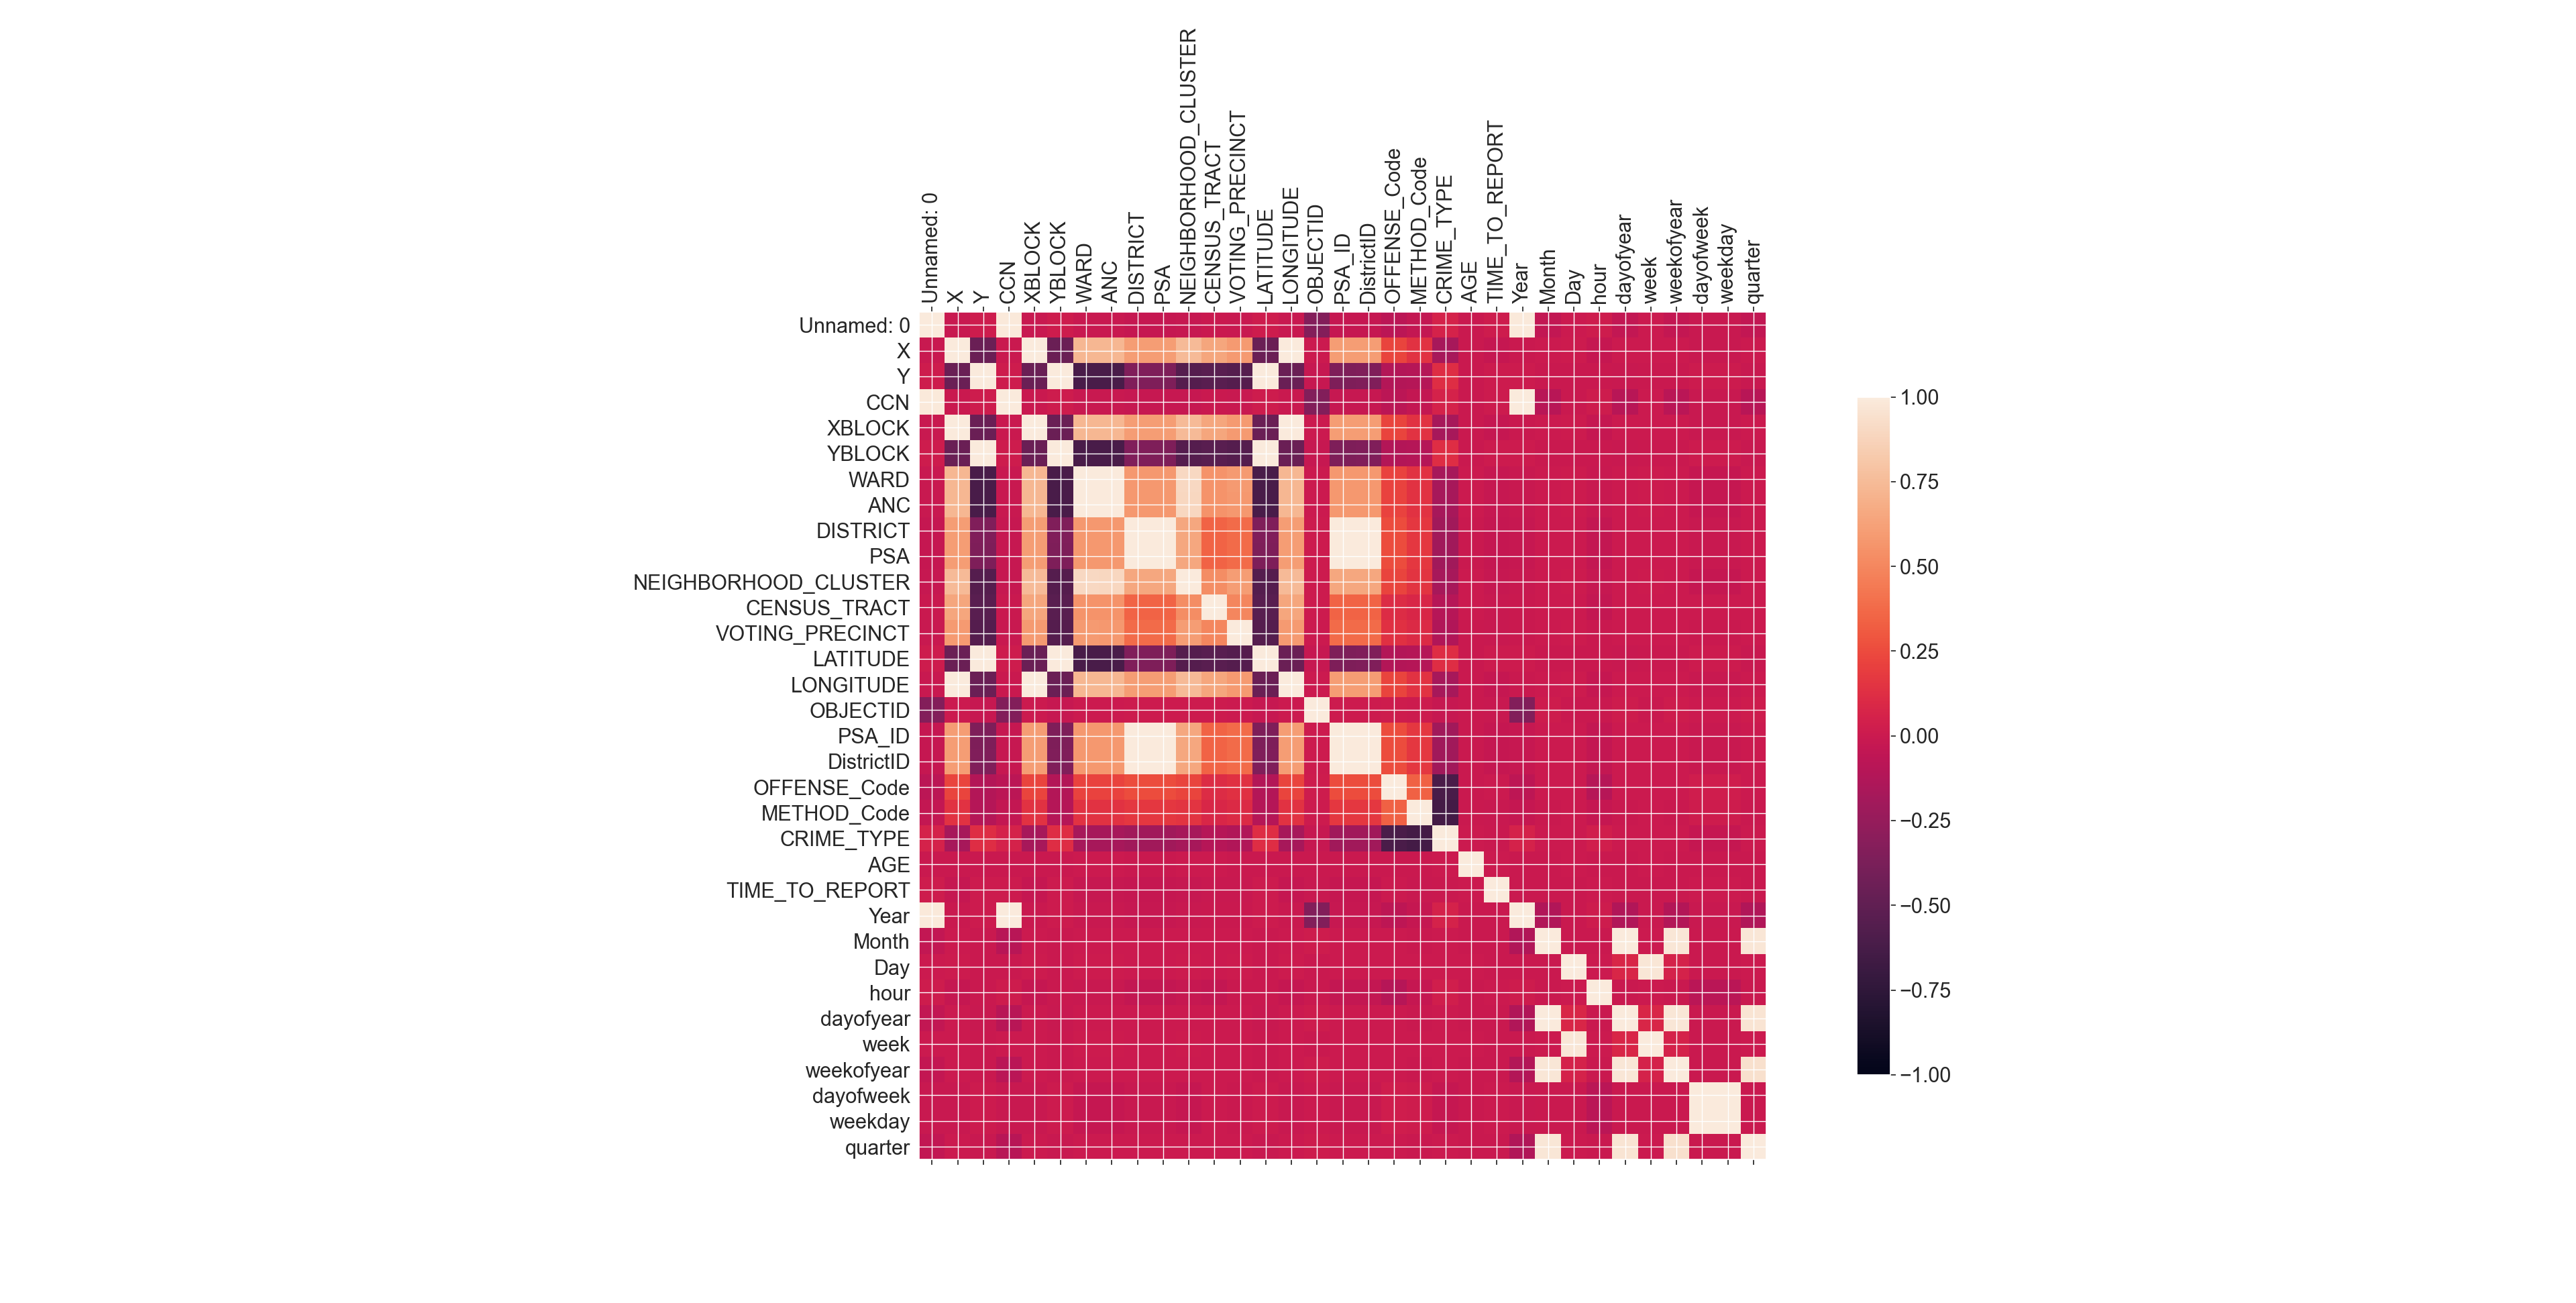 Unnamed: 0
X
Y
CCN
XBLOCK
YBLOCK
WARD
ANC
DISTRICT
PSA
NEIGHBORHOOD_CLUSTER
CENSUS_TRACT
VOTING_PRECINCT
LATITUDE
LONGITUDE
OBJECTID
PSA_ID
DistrictID
OFFENSE_Code
METHOD_Code
CRIME_TYPE
AGE
TIME_TO_REPORT
Year
Month
Day
hour
dayofyear
week
weekofyear
dayofweek
weekday
quarter
Unnamed: 0
X
Y
CCN
XBLOCK
YBLOCK
WARD
ANC
DISTRICT
PSA
NEIGHBORHOOD_CLUSTER
CENSUS_TRACT
VOTING_PRECINCT
LATITUDE
LONGITUDE
OBJECTID
PSA_ID
DistrictID
OFFENSE_Code
METHOD_Code
CRIME_TYPE
AGE
TIME_TO_REPORT
Year
Month
Day
hour
dayofyear
week
weekofyear
dayofweek
weekday
quarter
1.00
0.75
0.50
0.25
0.00
−0.25
−0.50
−0.75
−1.00